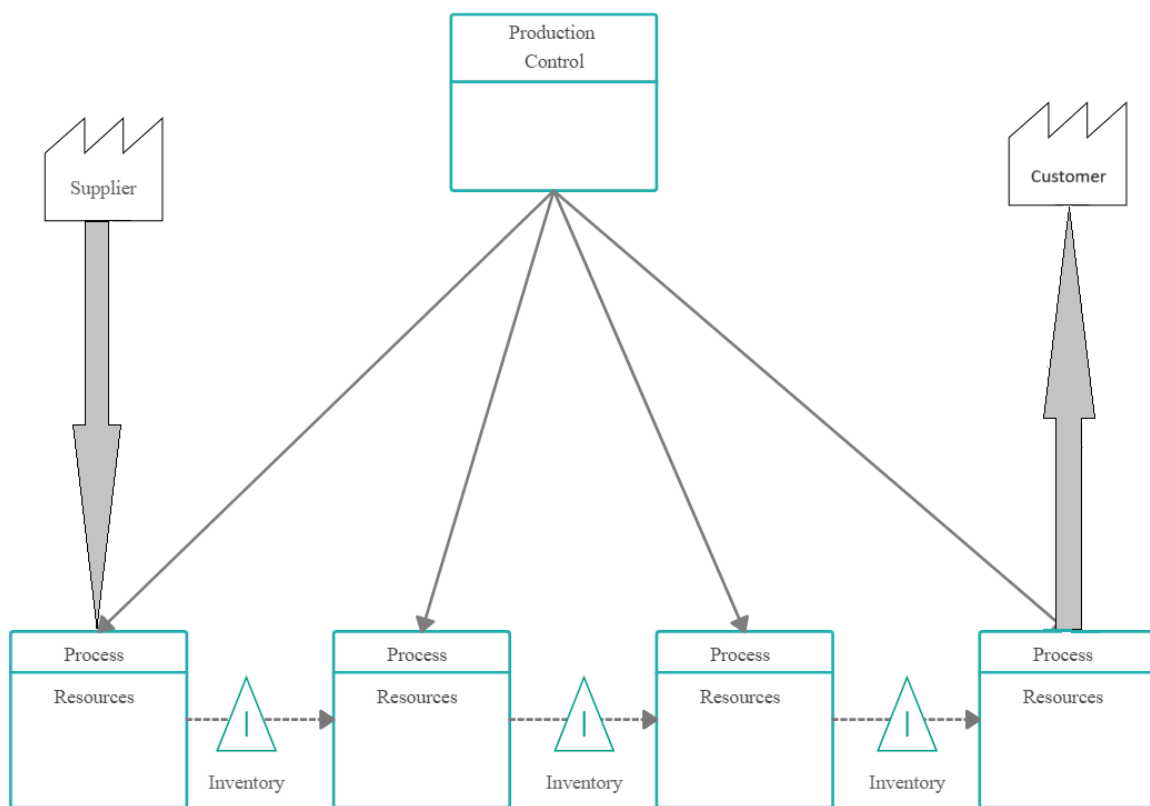 Production
Control
Supplier
Customer
Process
Resources
Process
Resources
Process
Resources
Process
Resources
I
Inventory
I
Inventory
I
Inventory